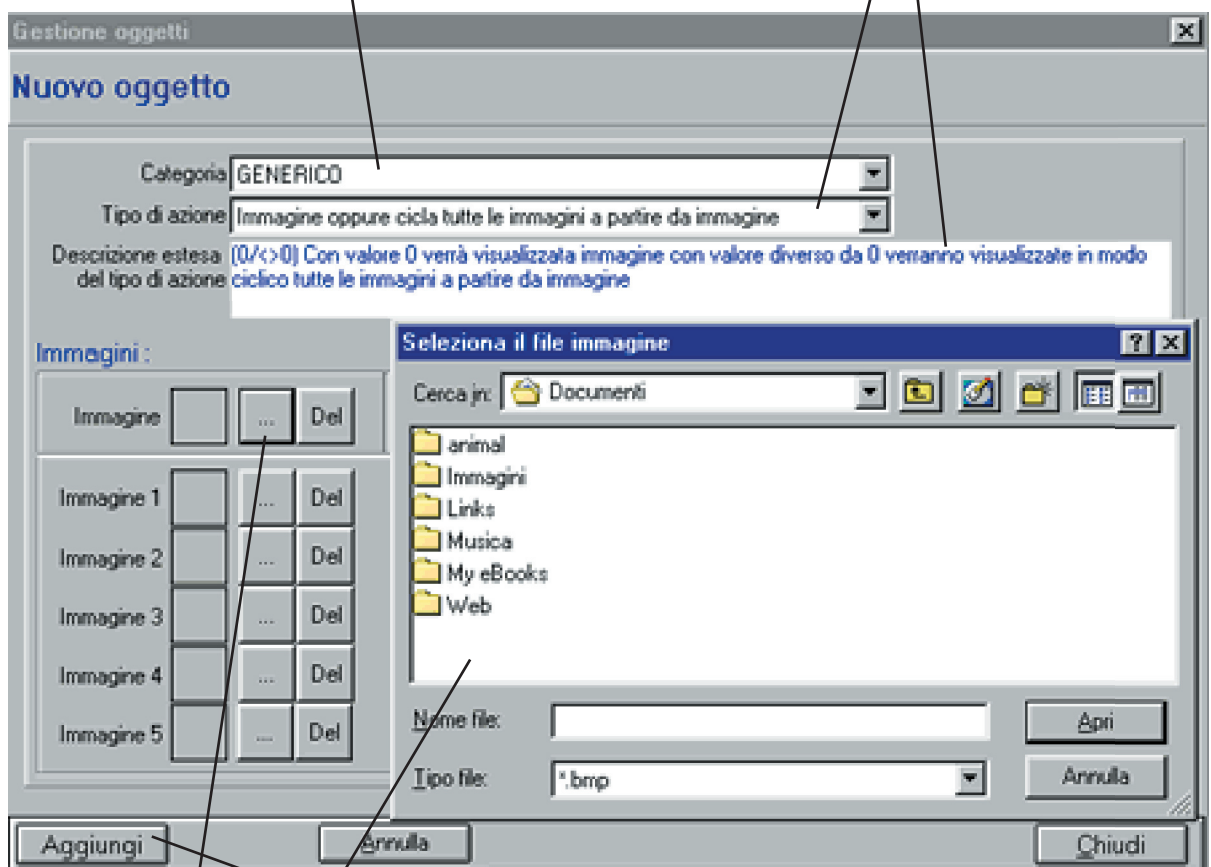 Gestione oggetti
Nuovo oggetto
Categoria GENERICO
Tipo di azione Immagine oppure cicla tutte le immagini a partire da immagine
Descrizione estesa (0/<>0) Con valore 0 verrà visualizzata immagine con valore diverso da 0 verranno visualizzate in modo
del tipo di azione ciclico tutte le immagini a partire da immagine
Immagini :
Immagine ... Del
Immagine 1 ... Del
Immagine 2 ... Del
Immagine 3 ... Del
Immagine 4 ... Del
Immagine 5 ... Del
Seleziona il file immagine
Cerca in: Documenti
animal
Immagini
Links
Musica
My eBooks
Web
Nome file: Apri
Tipo file: *.bmp Annulla
Aggiungi Annulla Chiudi